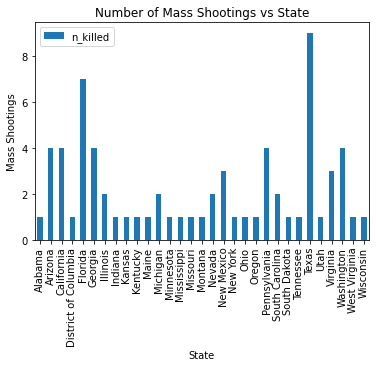 Number of Mass Shootings vs State
n_killed
Mass Shootings
8
6
4
2
0
Alabama
Arizona
California
District of Columbia
Florida
Georgia
Illinois
Indiana
Kansas
Kentucky
Maine
Michigan
Minnesota
Mississippi
Missouri
Montana
Nevada
New Mexico
New York
Ohio
Oregon
Pennsylvania
South Carolina
South Dakota
Tennessee
Texas
Utah
Virginia
Washington
West Virginia
Wisconsin
State